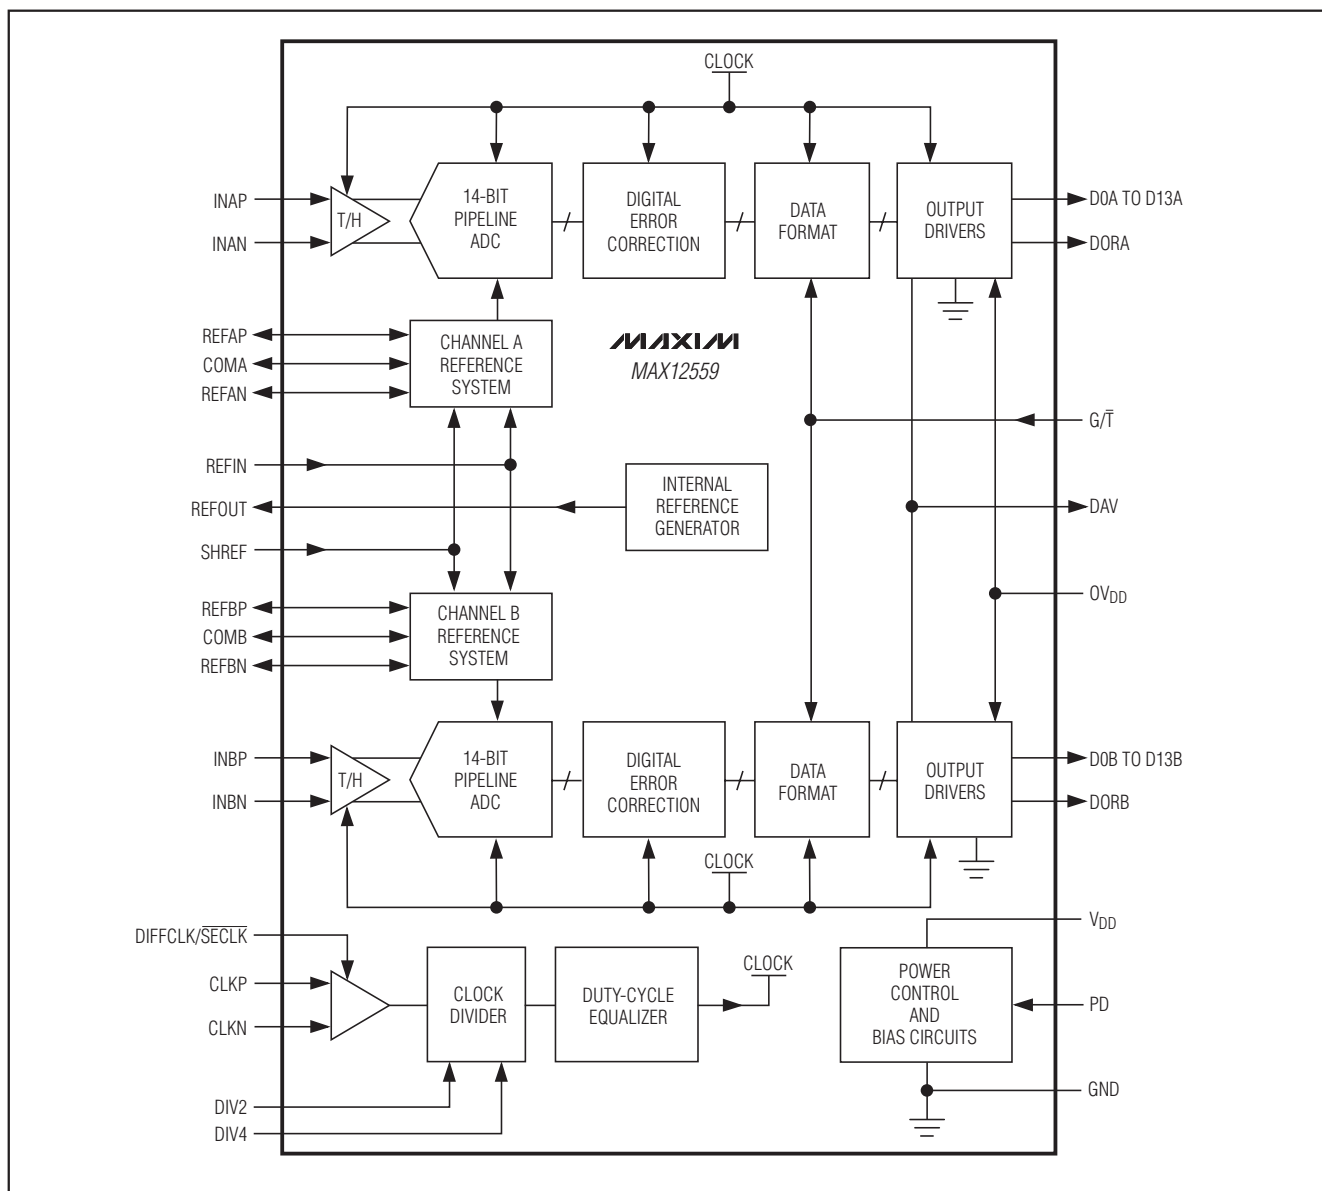 CLOCK
INAP
INAN
T/H
14-BIT
PIPELINE
ADC
DIGITAL
ERROR
CORRECTION
DATA
FORMAT
OUTPUT
DRIVERS
D0A TO D13A
DORA
REFAP
COMA
REFAN
CHANNEL A
REFERENCE
SYSTEM
MAXIM
MAX12559
G/T̅
REFIN
REFOUT
SHREF
INTERNAL
REFERENCE
GENERATOR
DAV
OVDD
REFBP
COMB
REFBN
CHANNEL B
REFERENCE
SYSTEM
INBP
INBN
T/H
14-BIT
PIPELINE
ADC
DIGITAL
ERROR
CORRECTION
DATA
FORMAT
OUTPUT
DRIVERS
D0B TO D13B
DORB
CLOCK
DIFFCLK/S̅E̅C̅L̅K̅
CLKP
CLKN
CLOCK
DIVIDER
DUTY-CYCLE
EQUALIZER
CLOCK
VDD
POWER
CONTROL
AND
BIAS CIRCUITS
PD
GND
DIV2
DIV4